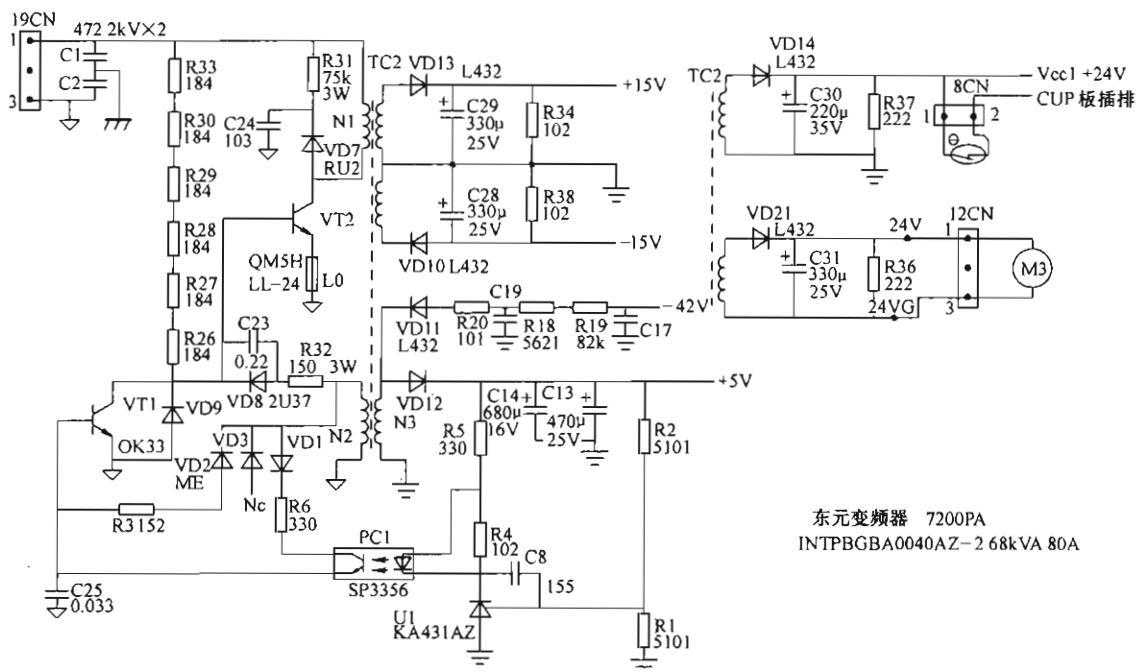 19CN
472 2kV×2
1
3
C1
C2
R33
184
R30
184
R29
184
R28
184
R27
184
R26
184
R31
75k
3W
C24
103
VD7
RU2
N1
VT2
QM5H
LL-24
L0
TC2
VD13
L432
+15V
C29
330μ
25V
R34
102
C28
330μ
25V
R38
102
VD10 L432
-15V
TC2
VD14
L432
Vcc1 +24V
CUP 板插排
8CN
1
2
C30
220μ
35V
R37
222
VD21
L432
24V
12CN
1
3
C31
330μ
25V
R36
222
24VG
M3
VD11
L432
R20
101
C19
R18
5621
R19
82k
C17
-42V
C23
0.22
R32
150
3W
VD8 2U37
VT1
OK33
VD9
VD12
N2
N3
+5V
C14
680μ
16V
C13
470μ
25V
R5
330
R2
5101
VD2
ME
VD3
VD1
Nc
R6
330
R3 152
PC1
SP3356
R4
102
C8
155
C25
0.033
U1
KA431AZ
R1
5101
东元变频器 7200PA
INTPBGBA0040AZ-2 68kVA 80A